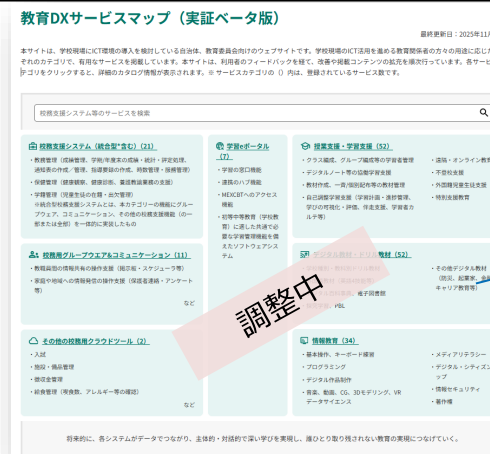 教育DXサービスマップ（実証ベータ版）
最終更新日：2025年11月
本サイトは、学校現場にICT環境の導入を検討している自治体、教育委員会向けのウェブサイトです。学校現場のICT活用を進める教育関係者の方々の用途に応じた
ぞれのカテゴリで、有用なサービスを掲載しています。本サイトは、利用者のフィードバックを経て、改善や掲載コンテンツの拡充を順次行っています。各サービ
テゴリをクリックすると、詳細のカタログ情報が表示されます。※ サービスカテゴリの（）内は、登録されているサービス数です。
校務支援システム等のサービスを検索
校務支援システム（統合型*含む）（21）
・教務管理（成績管理、学期/年度末の成績・統計・評定処理、
通知表の作成／管理、指導要録の作成、時数管理・服務管理）
・保健管理（健康観察、健康診断、養護教諭業務の支援）
・学籍管理（児童生徒の在籍・出欠管理）
*統合型校務支援システムとは、本カテゴリーの機能にグルー
プウェア、コミュニケーション、その他の校務支援機能（の一
部または全部）を一体的に実現したもの
学習eポータル
（7）
・学習の窓口機能
・連携のハブ機能
・MEXCBTへのアクセス
機能
・初等中等教育（学校教
育）に適した共通で必
要な学習管理機能を備
えたソフトウェアシス
テム
授業支援・学習支援（52）
・クラス編成、グループ編成等の学習者管理
・デジタルノート等の協働学習支援
・教材作成、一斉/個別配布等の教材管理
・自己調整学習支援（学習計画・進捗管理、
学びの可視化・評価、伴走支援、学習者カ
ルテ等）
・遠隔・オンライン教育
・不登校支援
・外国籍児童生徒支援
・特別支援教育
校務用グループウエア&コミュニケーション（11）
・教職員間の情報共有の操作支援（掲示板・スケジュール等）
・家庭や地域への情報発信の操作支援（保護者連絡・アンケート
等）
など
デジタル教科書・ドリル教材（52）
電子図書館
PBL
・その他デジタル教材
（防災、起業家、金融
キャリア教育等）
調整中
その他の校務用クラウドツール（2）
・入試
・施設・備品管理
・徴収金管理
・給食管理（喫食数、アレルギー等の確認）
など
情報教育（34）
・基本操作、キーボード練習
・プログラミング
・デジタル作品制作
・音楽、動画、CG、3Dモデリング、VR
データサイエンス
・メディアリテラシー
・デジタル・シティズン
ップ
・情報セキュリティ
・著作権
将来的に、各システムがデータでつながり、主体的・対話的で深い学びを実現し、誰ひとり取り残されない教育の実現につなげていく。